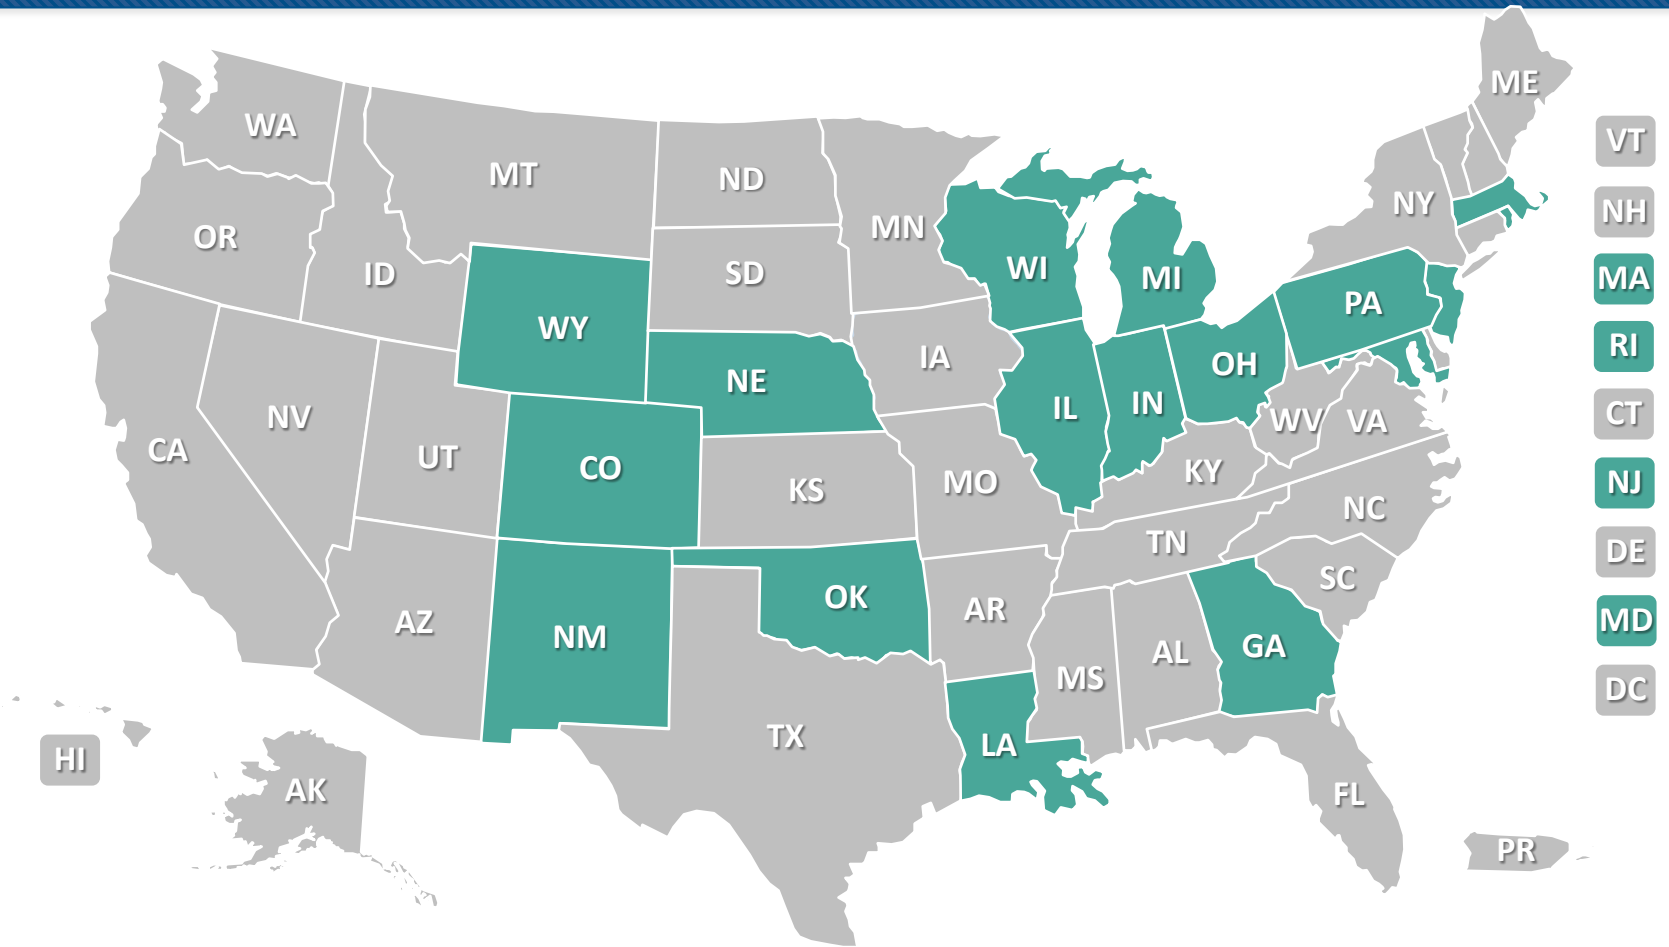 ME
WA
VT
MT
ND
NY
NH
MN
OR
WI
SD
ID
MI
MA
PA
WY
RI
IA
OH
NE
IL
IN
NV
WV
VA
CT
CA
UT
CO
KY
KS
MO
NJ
NC
TN
DE
SC
OK
AR
AZ
MD
NM
GA
AL
MS
DC
TX
LA
HI
AK
FL
PR